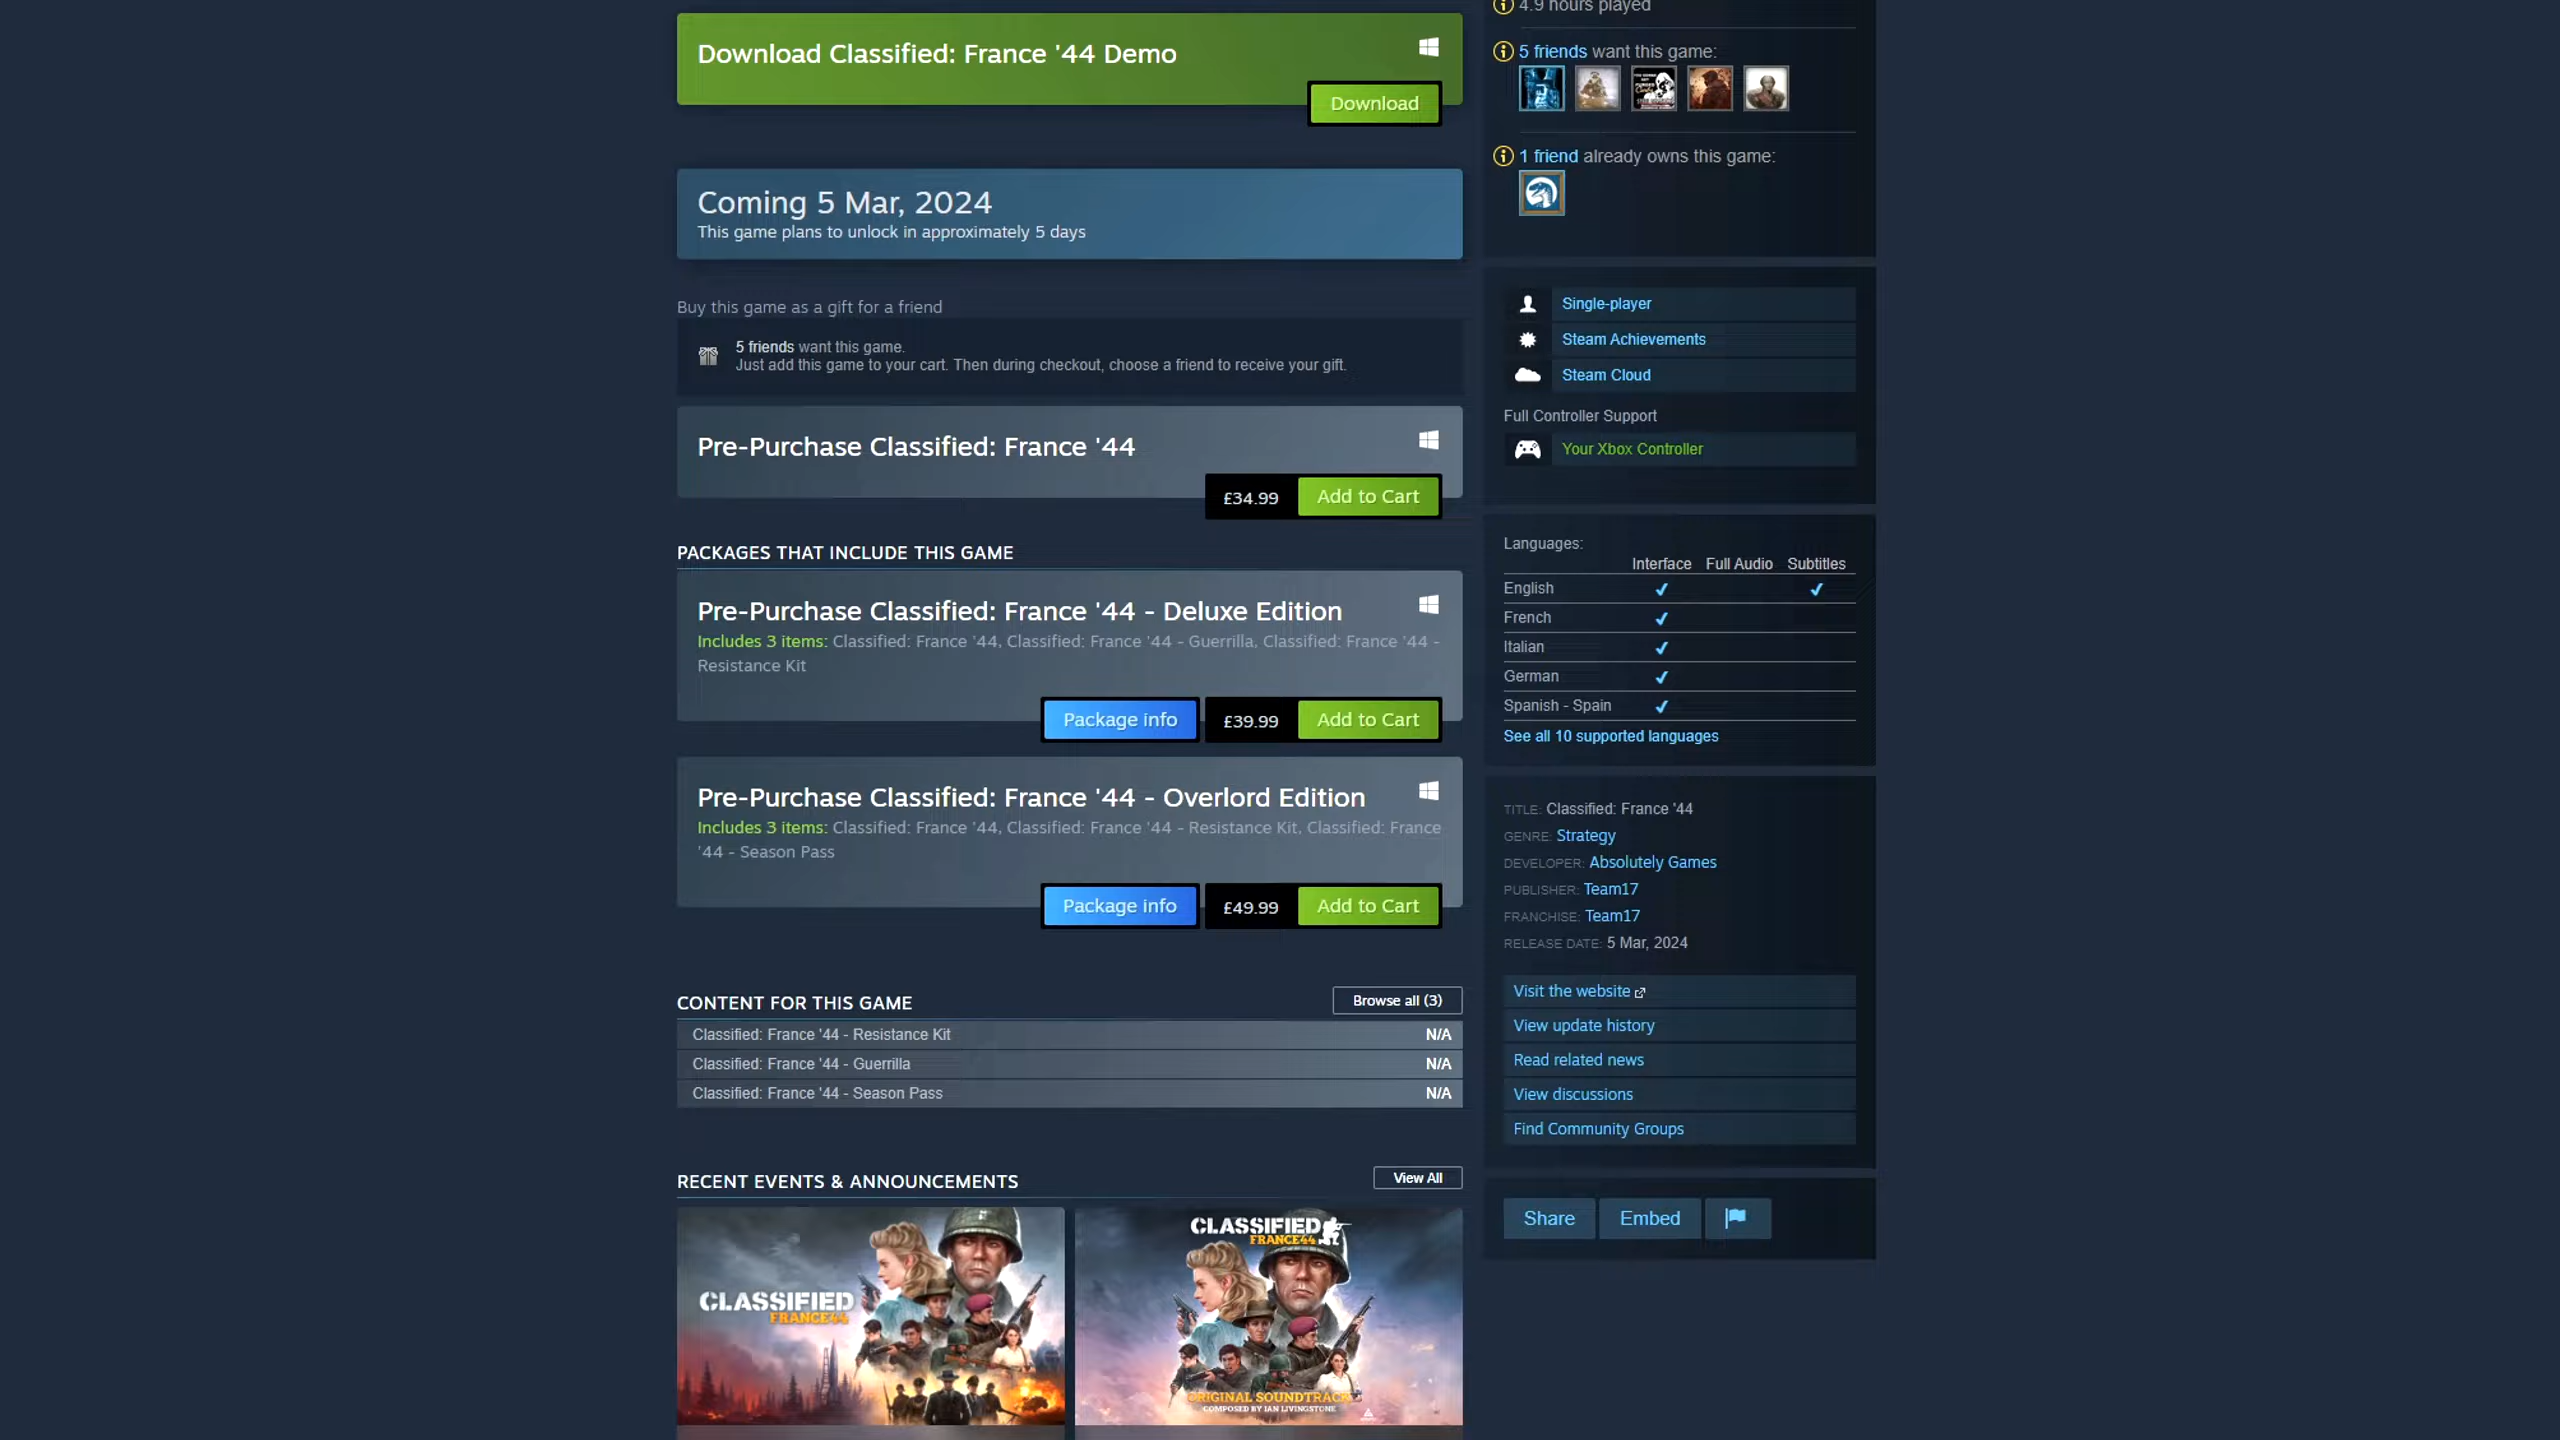 Download Classified: France '44 Demo
Download
Coming 5 Mar, 2024
This game plans to unlock in approximately 5 days
Buy this game as a gift for a friend
5 friends want this game.
Just add this game to your cart. Then during checkout, choose a friend to receive your gift.
Pre-Purchase Classified: France '44
£34.99
Add to Cart
PACKAGES THAT INCLUDE THIS GAME
Pre-Purchase Classified: France '44 - Deluxe Edition
Includes 3 items: Classified: France '44, Classified: France '44 - Guerrilla, Classified: France '44 -
Resistance Kit
Package info
£39.99
Add to Cart
Pre-Purchase Classified: France '44 - Overlord Edition
Includes 3 items: Classified: France '44, Classified: France '44 - Resistance Kit, Classified: France
'44 - Season Pass
Package info
£49.99
Add to Cart
CONTENT FOR THIS GAME
Browse all (3)
Classified: France '44 - Resistance Kit N/A
Classified: France '44 - Guerrilla N/A
Classified: France '44 - Season Pass N/A
RECENT EVENTS & ANNOUNCEMENTS
View All
CLASSIFIED
FRANCE44
CLASSIFIED
FRANCE44
ORIGINAL SOUNDTRACK
COMPOSED BY IAN LIVINGSTONE
4.9 hours played
5 friends want this game:
1 friend already owns this game:
Single-player
Steam Achievements
Steam Cloud
Full Controller Support
Your Xbox Controller
Languages:
Interface Full Audio Subtitles
English ✔ ✔
French ✔
Italian ✔
German ✔
Spanish - Spain ✔
See all 10 supported languages
TITLE: Classified: France '44
GENRE: Strategy
DEVELOPER: Absolutely Games
PUBLISHER: Team17
FRANCHISE: Team17
RELEASE DATE: 5 Mar, 2024
Visit the website
View update history
Read related news
View discussions
Find Community Groups
Share Embed